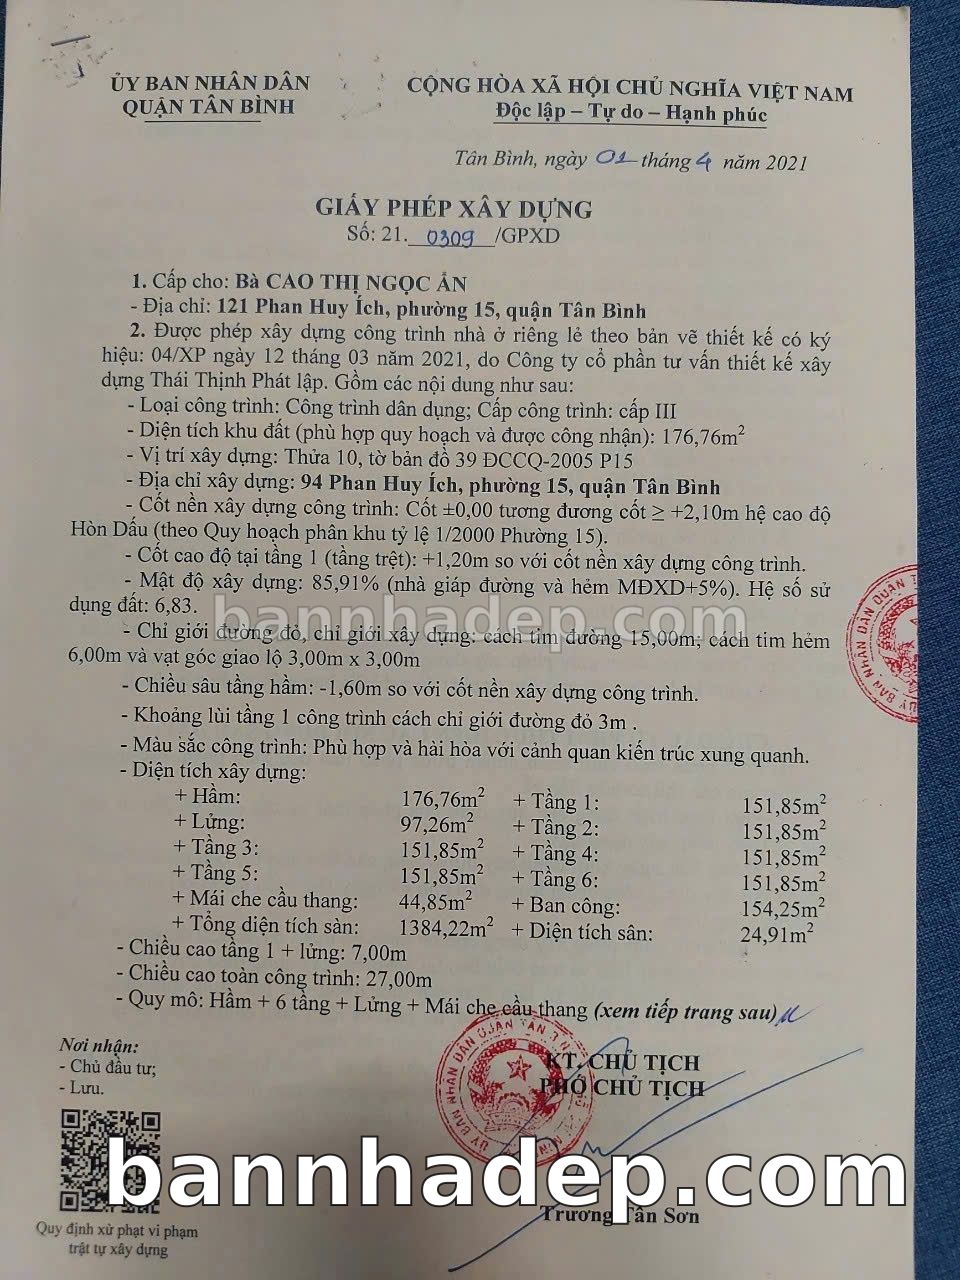 ỦY BAN NHÂN DÂN
QUẬN TÂN BÌNH
CỘNG HÒA XÃ HỘI CHỦ NGHĨA VIỆT NAM
Độc lập – Tự do – Hạnh phúc
Tân Bình, ngày 01 tháng 4 năm 2021
GIẤY PHÉP XÂY DỰNG
Số: 21. 0309 /GPXD
1. Cấp cho: Bà CAO THỊ NGỌC ẨN
- Địa chỉ: 121 Phan Huy Ích, phường 15, quận Tân Bình
2. Được phép xây dựng công trình nhà ở riêng lẻ theo bản vẽ thiết kế có ký
hiệu: 04/XP ngày 12 tháng 03 năm 2021, do Công ty cổ phần tư vấn thiết kế xây
dựng Thái Thịnh Phát lập. Gồm các nội dung như sau:
- Loại công trình: Công trình dân dụng; Cấp công trình: cấp III
- Diện tích khu đất (phù hợp quy hoạch và được công nhận): 176,76m2
- Vị trí xây dựng: Thửa 10, tờ bản đồ 39 ĐCCQ-2005 P15
- Địa chỉ xây dựng: 94 Phan Huy Ích, phường 15, quận Tân Bình
- Cốt nền xây dựng công trình: Cốt ±0,00 tương đương cốt ≥ +2,10m hệ cao độ
Hòn Dấu (theo Quy hoạch phân khu tỷ lệ 1/2000 Phường 15).
- Cốt cao độ tại tầng 1 (tầng trệt): +1,20m so với cốt nền xây dựng công trình.
- Mật độ xây dựng: 85,91% (nhà giáp đường và hẻm MĐXD+5%). Hệ số sử
dụng đất: 6,83.
bannhadep.com
- Chỉ giới đường đỏ, chỉ giới xây dựng: cách tim đường 15,00m; cách tim hẻm
6,00m và vạt góc giao lộ 3,00m x 3,00m
- Chiều sâu tầng hầm: -1,60m so với cốt nền xây dựng công trình.
- Khoảng lùi tầng 1 công trình cách chỉ giới đường đỏ 3m .
- Màu sắc công trình: Phù hợp và hài hòa với cảnh quan kiến trúc xung quanh.
- Diện tích xây dựng:
+ Hầm: 176,76m2 + Tầng 1: 151,85m2
+ Lửng: 97,26m2 + Tầng 2: 151,85m2
+ Tầng 3: 151,85m2 + Tầng 4: 151,85m2
+ Tầng 5: 151,85m2 + Tầng 6: 151,85m2
+ Mái che cầu thang: 44,85m2 + Ban công: 154,25m2
+ Tổng diện tích sàn: 1384,22m2 + Diện tích sân: 24,91m2
- Chiều cao tầng 1 + lửng: 7,00m
- Chiều cao toàn công trình: 27,00m
- Quy mô: Hầm + 6 tầng + Lửng + Mái che cầu thang (xem tiếp trang sau)
Nơi nhận:
- Chủ đầu tư;
- Lưu.
KT. CHỦ TỊCH
PHÓ CHỦ TỊCH
bannhadep.com
Trương Tấn Sơn
Quy định xử phạt vi phạm
trật tự xây dựng